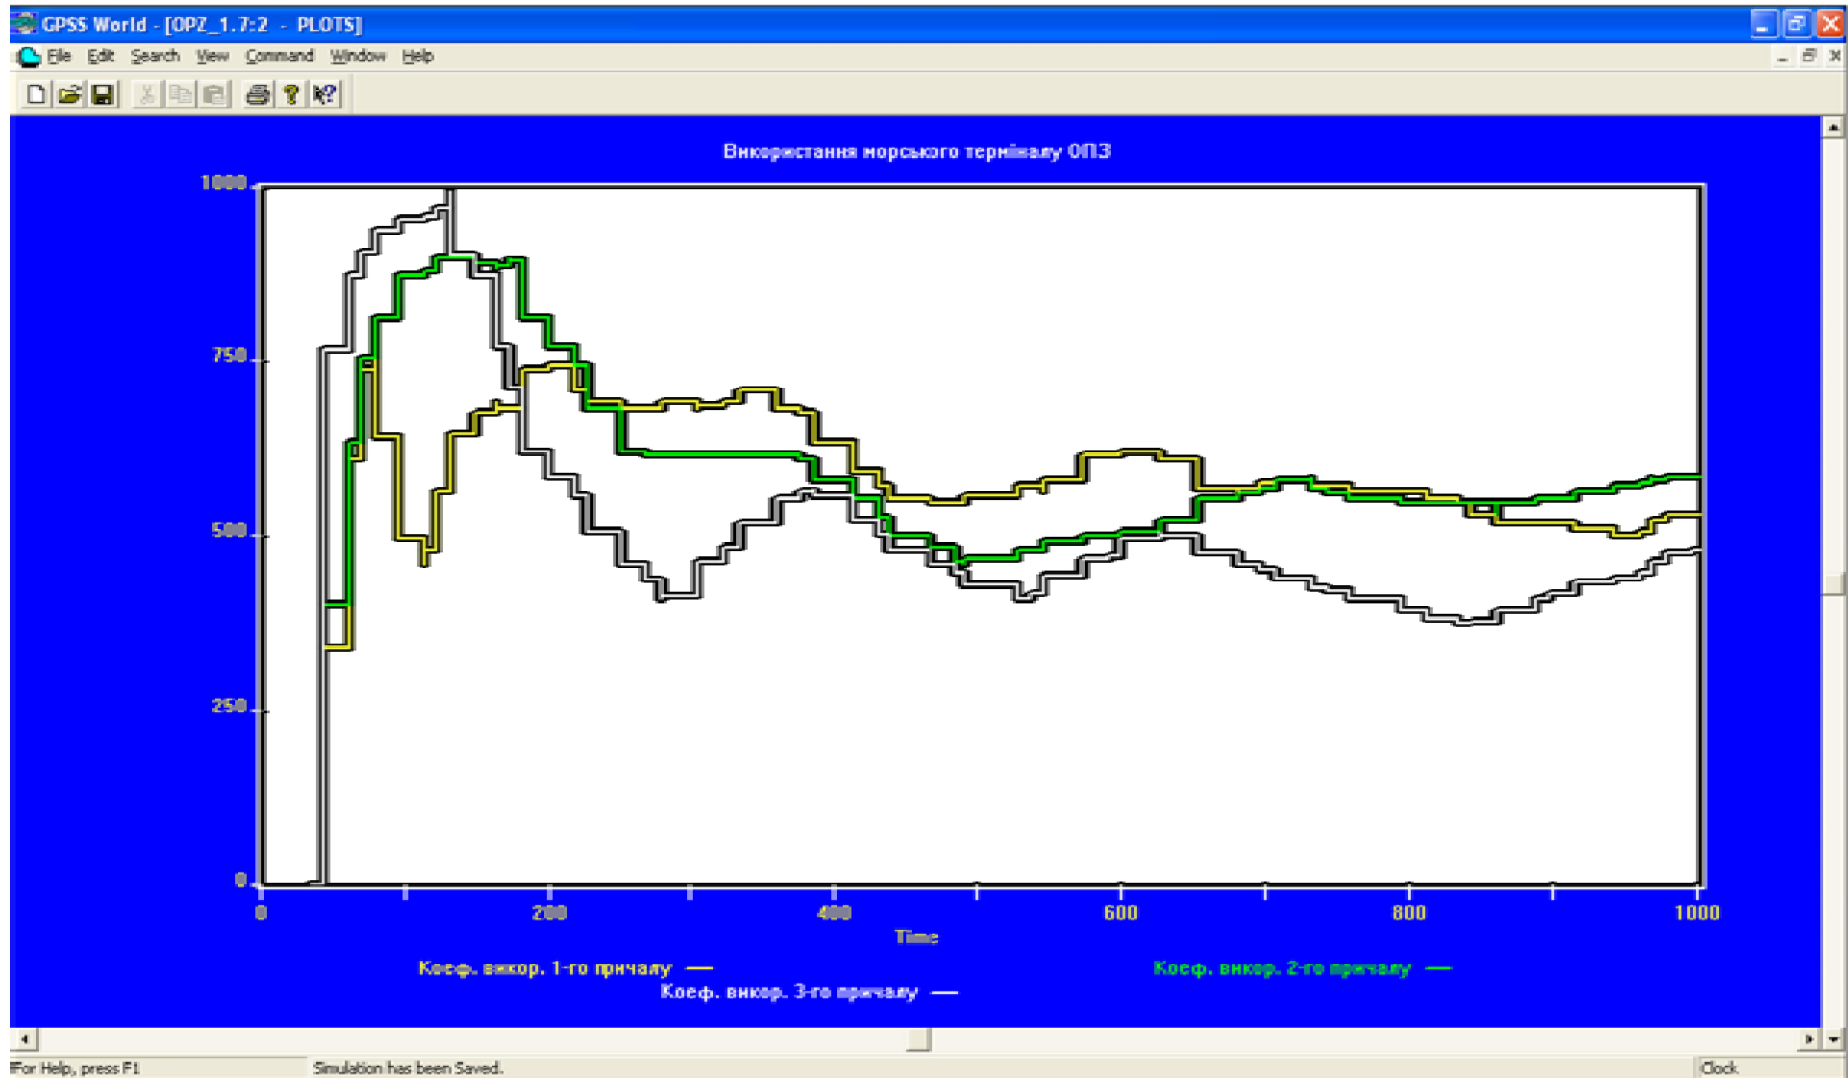 GPSS World - [OPZ_1.7::2 - PLOTS]
File Edit Search View Command Window Help
Використання морського терміналу ОПЗ
1000
750
500
250
0
0 200 400 600 800 1000
Time
Коеф. викор. 1-го причалу
Коеф. викор. 2-го причалу
Коеф. викор. 3-го причалу
For Help, press F1 Simulation has been Saved. Clock